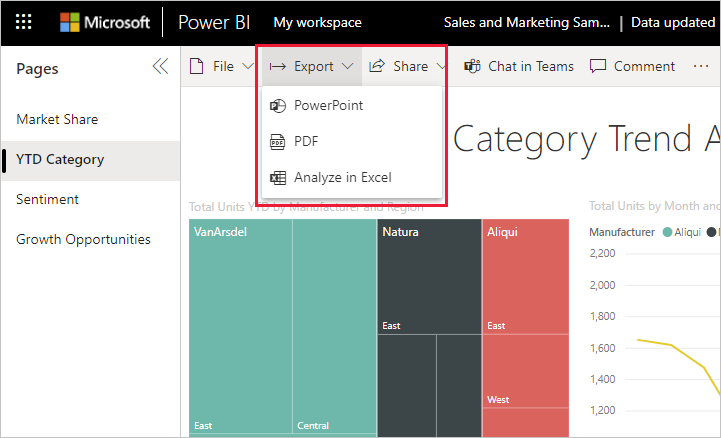 Microsoft Power BI My workspace Sales and Marketing Sam... Data updated
Pages
File Export Share Chat in Teams Comment ...
PowerPoint
PDF
Analyze in Excel
Market Share
YTD Category
Sentiment
Growth Opportunities
Category Trend A
Total Units YTD by Manufacturer and Region
VanArsdel
Natura
Aliqui
East
East
West
East
Central
Total Units by Month and
Manufacturer Aliqui
2,200
2,000
1,800
1,600
1,400
1,200